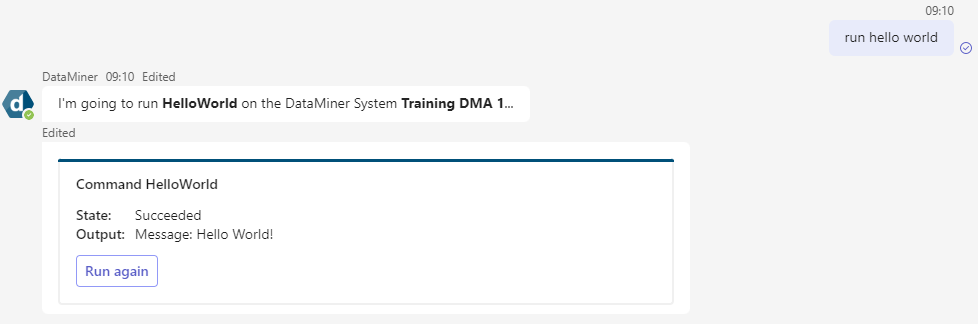 09:10
run hello world
DataMiner 09:10 Edited
d
I'm going to run HelloWorld on the DataMiner System Training DMA 1...
Edited
Command HelloWorld
State: Succeeded
Output: Message: Hello World!
Run again